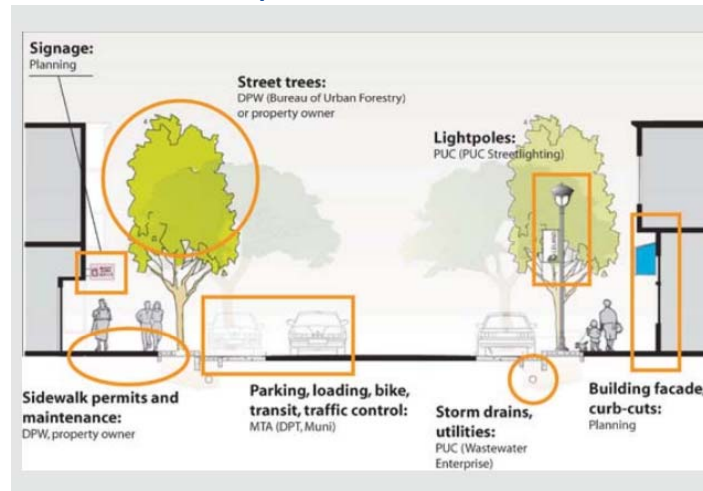 Signage:
Planning
Street trees:
DPW (Bureau of Urban Forestry)
or property owner
Lightpoles:
PUC (PUC Streetlighting)
Sidewalk permits and
maintenance:
DPW, property owner
Parking, loading, bike,
transit, traffic control:
MTA (DPT, Muni)
Storm drains,
utilities:
PUC (Wastewater
Enterprise)
Building facade,
curb-cuts:
Planning